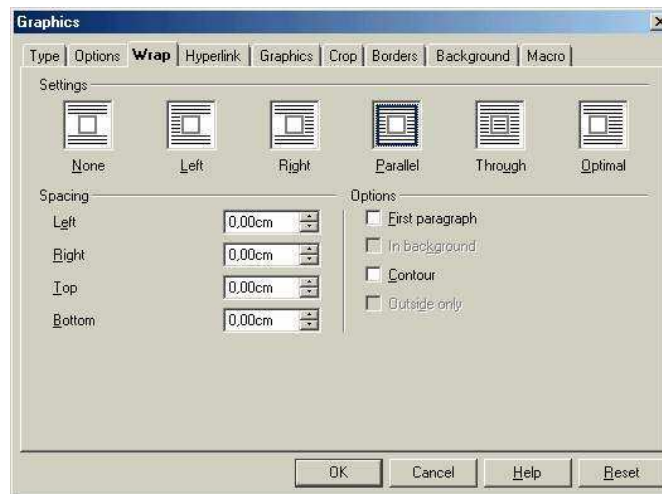 Graphics
Type Options Wrap Hyperlink Graphics Crop Borders Background Macro
Settings
None Left Right Parallel Through Optimal
Spacing Options
Left 0,00cm First paragraph
Right 0,00cm In background
Top 0,00cm Contour
Bottom 0,00cm Outside only
OK Cancel Help Reset